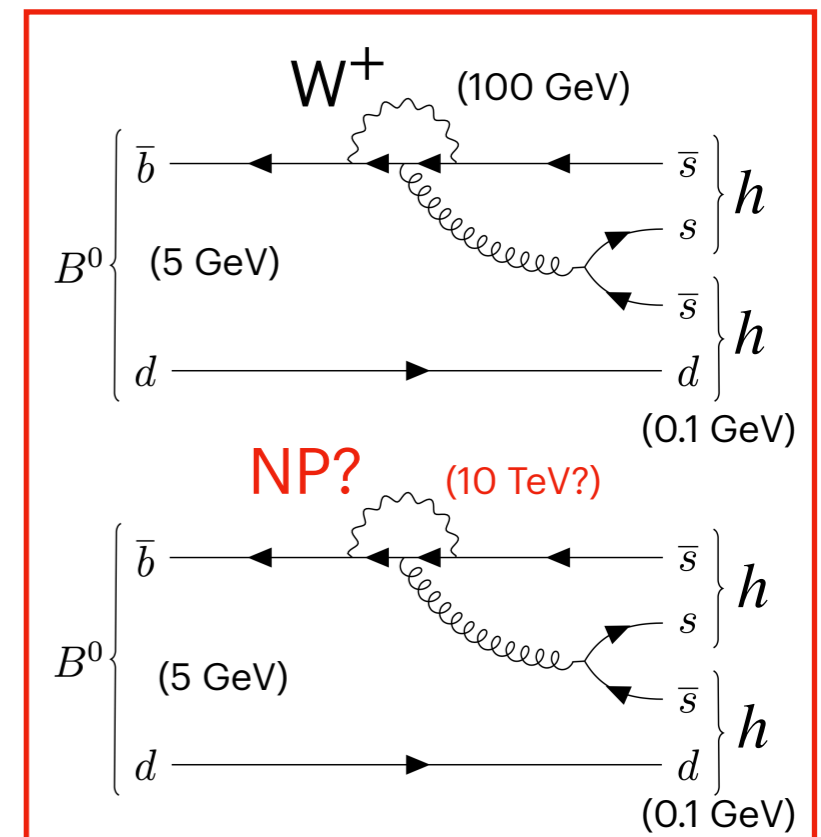 W⁺ (100 GeV)
b̄ s̄
h
s
B⁰ (5 GeV)
s̄
h
d d
(0.1 GeV)
NP? (10 TeV?)
b̄ s̄
h
s
B⁰ (5 GeV)
s̄
h
d d
(0.1 GeV)